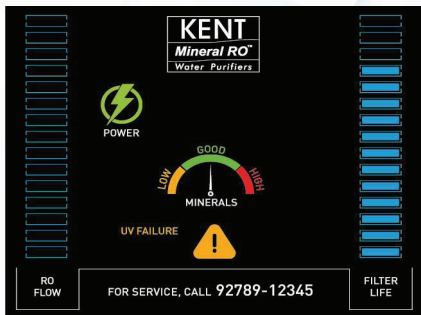 KENT
Mineral RO™
Water Purifiers
POWER
LOW GOOD HIGH
MINERALS
UV FAILURE
RO FLOW
FOR SERVICE, CALL 92789-12345
FILTER LIFE